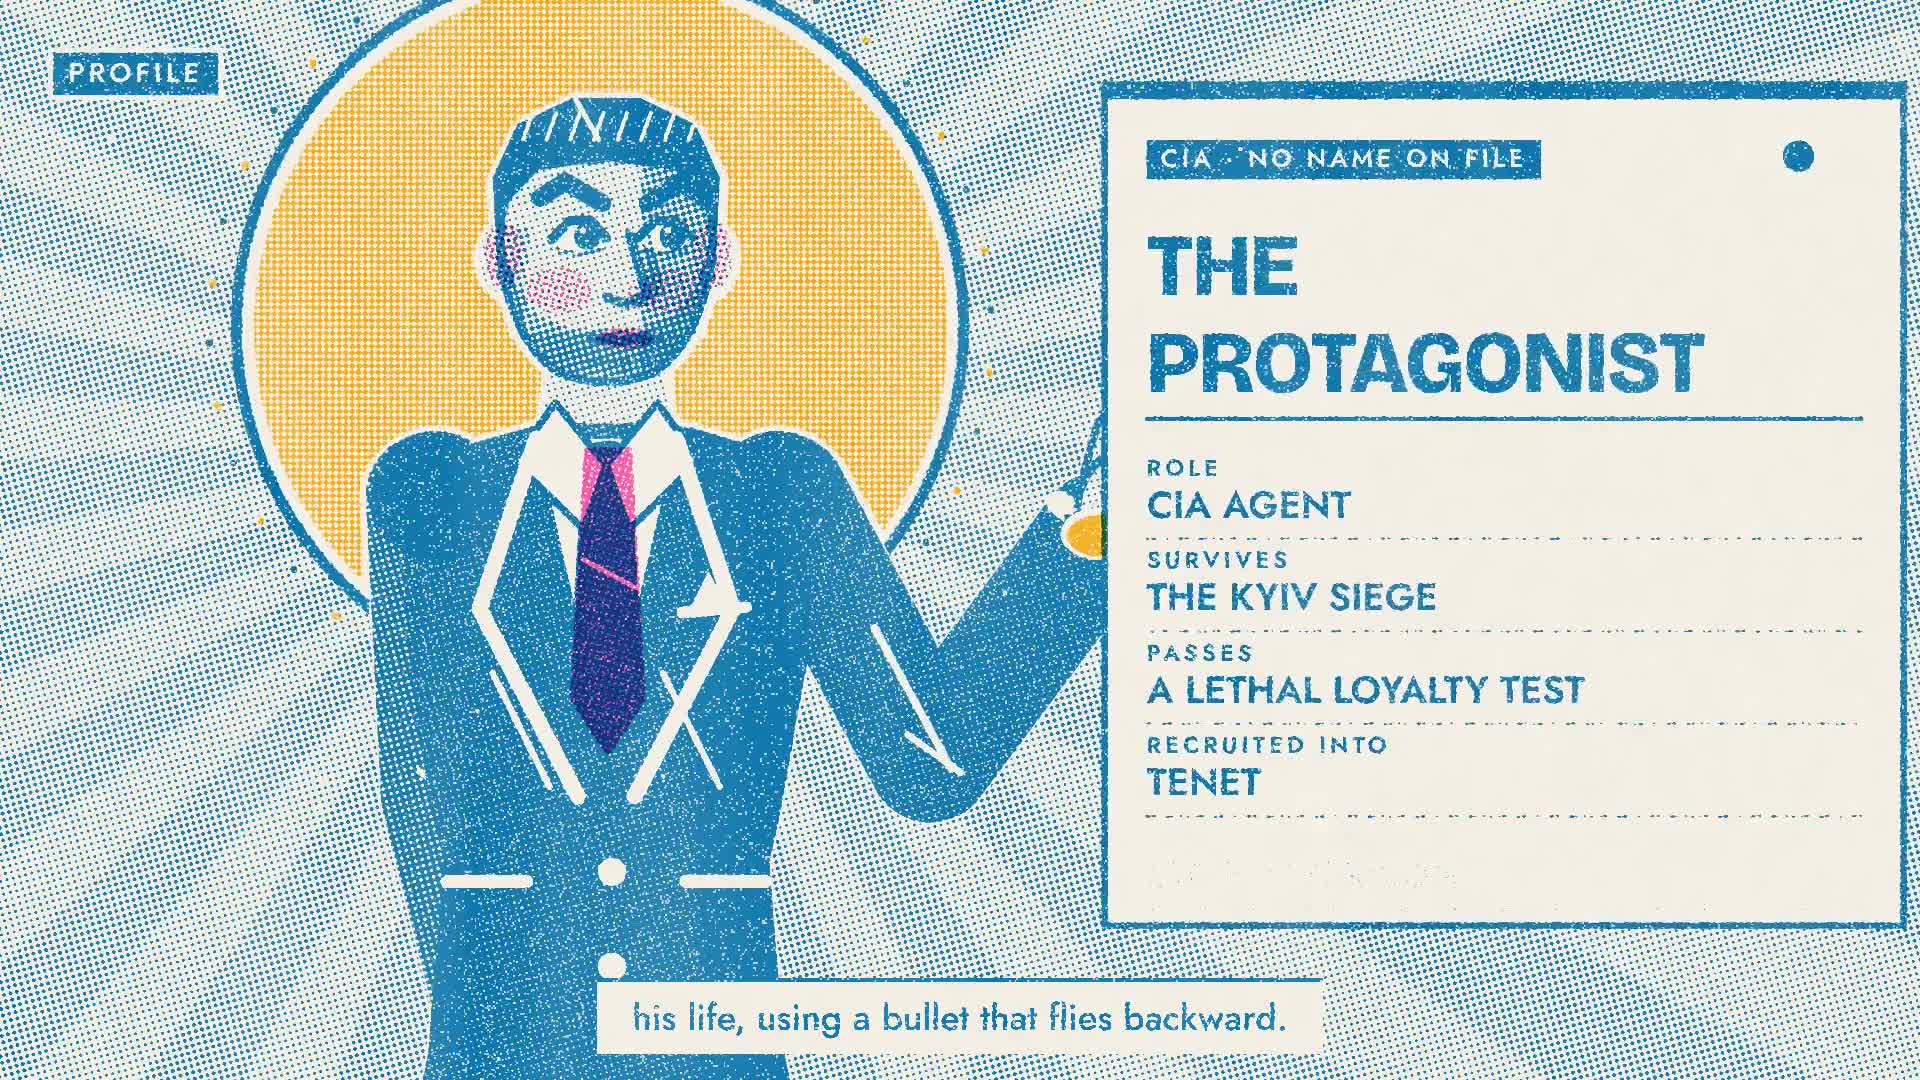 PROFILE
CIA · NO NAME ON FILE
THE
PROTAGONIST
ROLE
CIA AGENT
SURVIVES
THE KYIV SIEGE
PASSES
A LETHAL LOYALTY TEST
RECRUITED INTO
TENET
his life, using a bullet that flies backward.